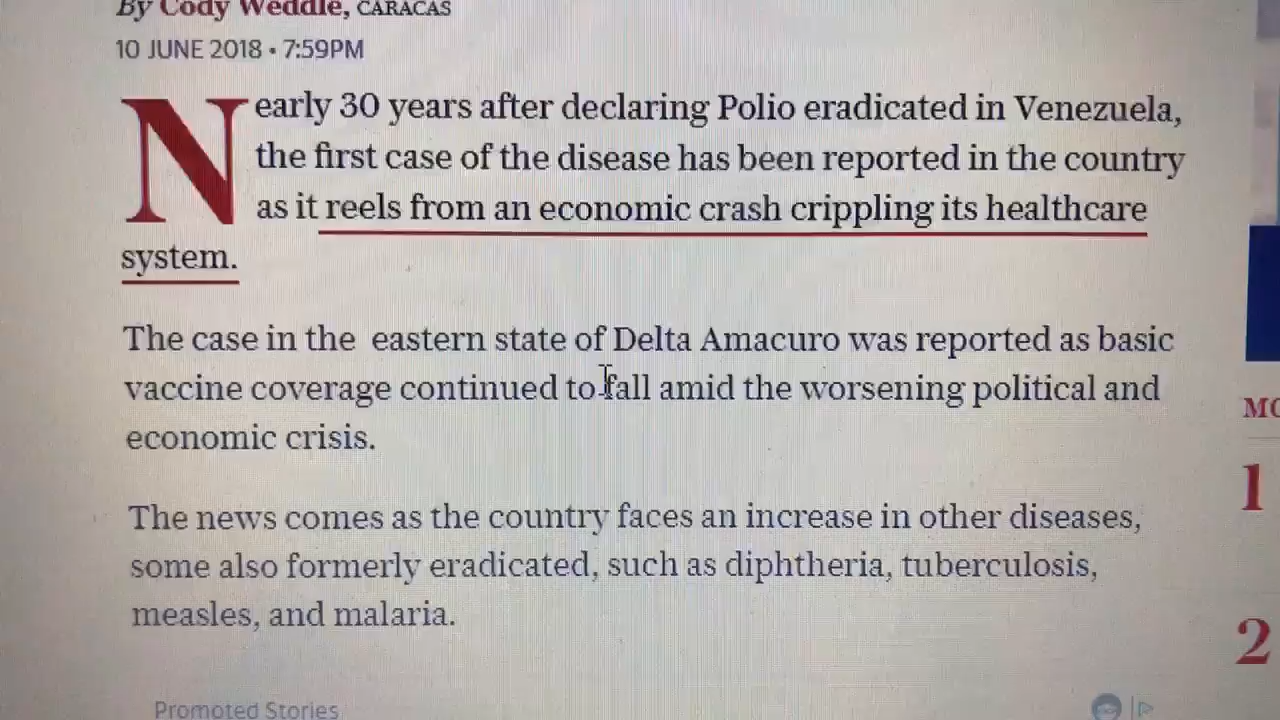 By Cody Weddle, CARACAS
10 JUNE 2018 • 7:59PM
Nearly 30 years after declaring Polio eradicated in Venezuela,
the first case of the disease has been reported in the country
as it reels from an economic crash crippling its healthcare
system.
The case in the eastern state of Delta Amacuro was reported as basic
vaccine coverage continued to fall amid the worsening political and
economic crisis.
The news comes as the country faces an increase in other diseases,
some also formerly eradicated, such as diphtheria, tuberculosis,
measles, and malaria.
Promoted Stories
1
2